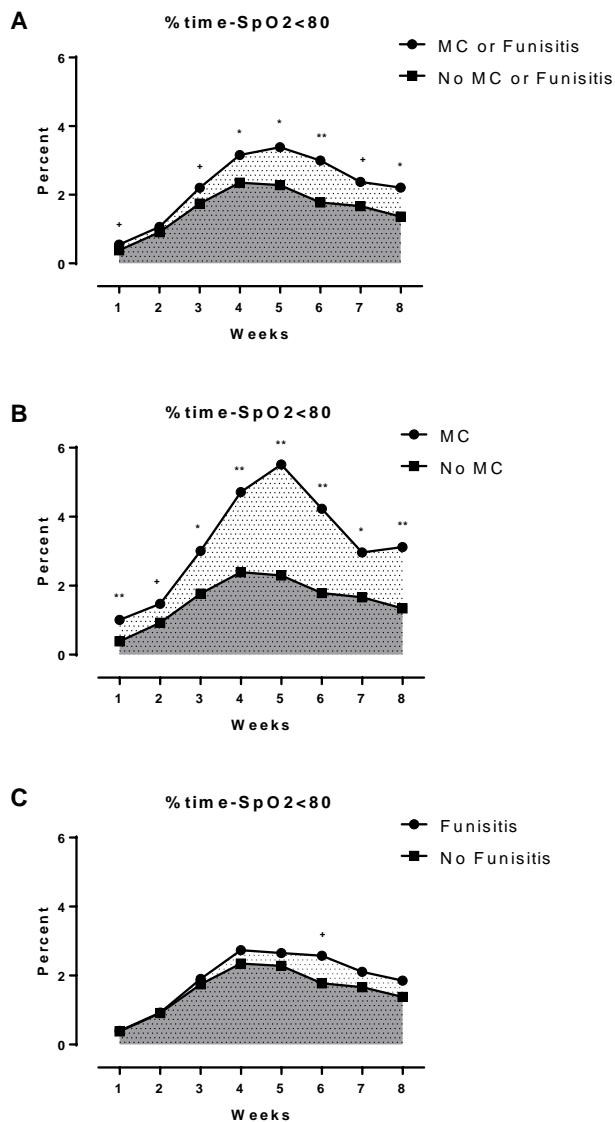 A
%time-SpO2<80
MC or Funisitis
No MC or Funisitis
Percent
6
4
2
0
+
+
*
*
**
+
*
1 2 3 4 5 6 7 8
Weeks
B
%time-SpO2<80
MC
No MC
Percent
6
4
2
0
**
+
*
**
**
**
*
**
1 2 3 4 5 6 7 8
Weeks
C
%time-SpO2<80
Funisitis
No Funisitis
Percent
6
4
2
0
+
1 2 3 4 5 6 7 8
Weeks